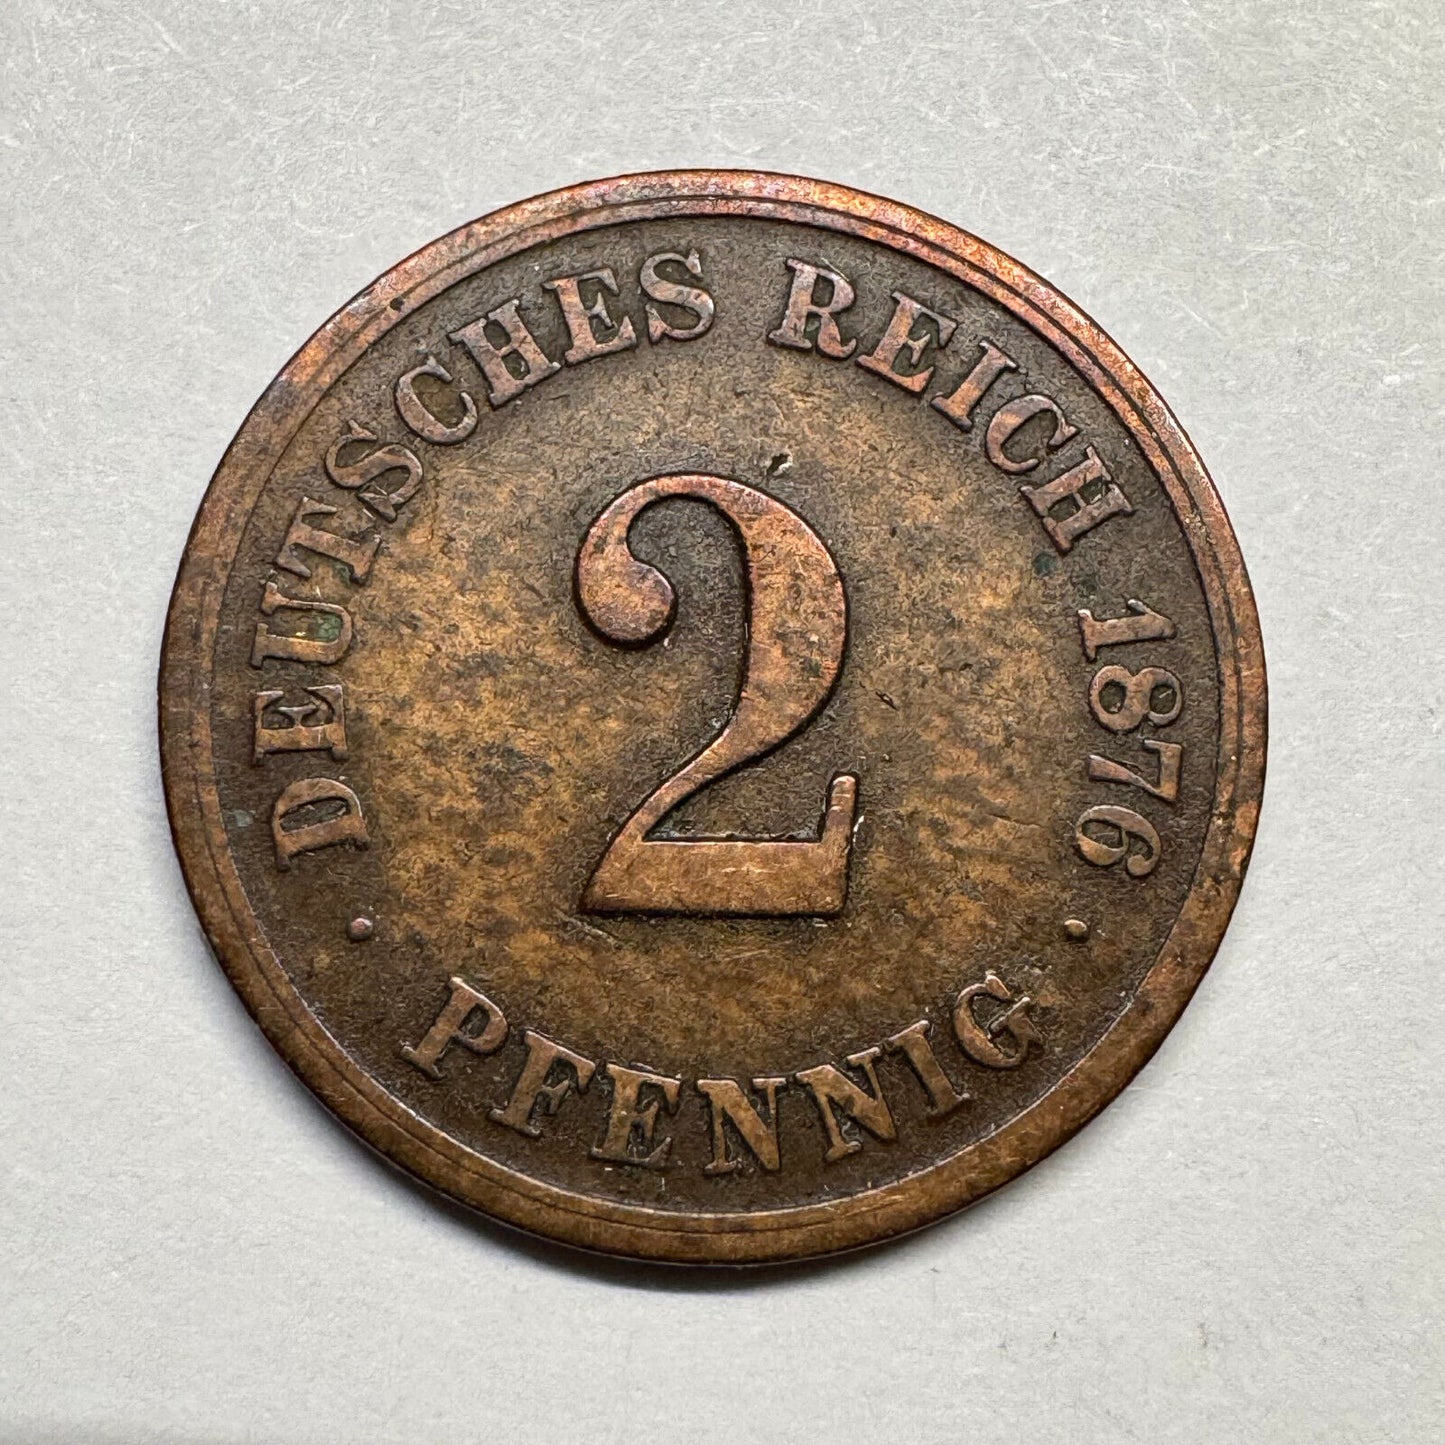 DEUTSCHES REICH 1876
2
· PFENNIG ·